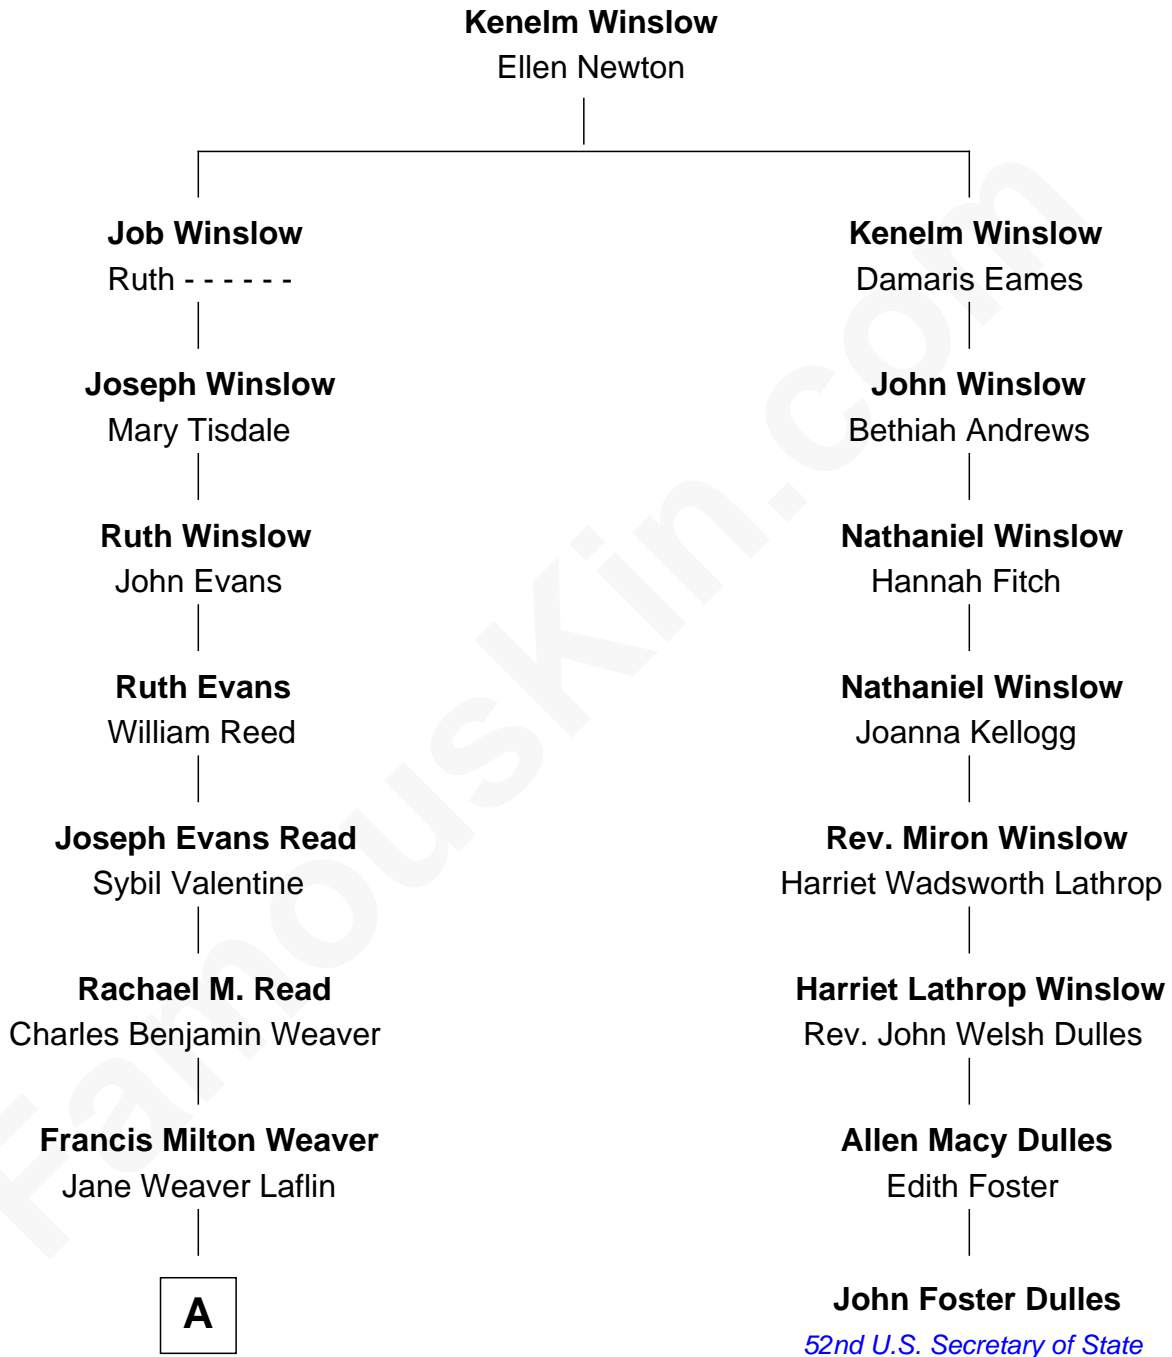 Kenelm Winslow
Ellen Newton
Job Winslow
Ruth - - - - - -
Kenelm Winslow
Damaris Eames
Joseph Winslow
Mary Tisdale
John Winslow
Bethiah Andrews
Ruth Winslow
John Evans
Nathaniel Winslow
Hannah Fitch
Ruth Evans
William Reed
Nathaniel Winslow
Joanna Kellogg
Joseph Evans Read
Sybil Valentine
Rev. Miron Winslow
Harriet Wadsworth Lathrop
Rachael M. Read
Charles Benjamin Weaver
Harriet Lathrop Winslow
Rev. John Welsh Dulles
Francis Milton Weaver
Jane Weaver Laflin
Allen Macy Dulles
Edith Foster
A
John Foster Dulles
52nd U.S. Secretary of State
FamousKin.com